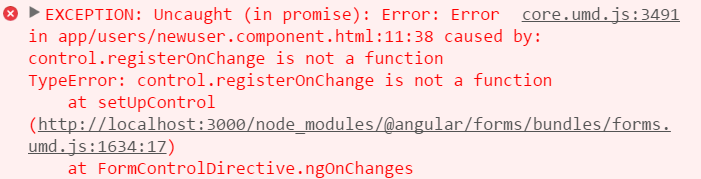 EXCEPTION: Uncaught (in promise): Error: Error core.umd.js:3491
in app/users/newuser.component.html:11:38 caused by:
control.registerOnChange is not a function
TypeError: control.registerOnChange is not a function
at setUpControl
(http://localhost:3000/node_modules/@angular/forms/bundles/forms.
umd.js:1634:17)
at FormControlDirective.ngOnChanges